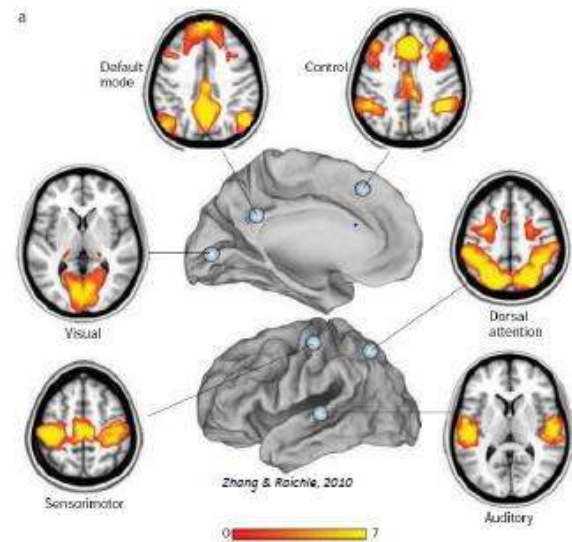 a
Default
mode
Control
Visual
Dorsal
attention
Sensorimotor
Zhang & Raichle, 2010
Auditory
0 7